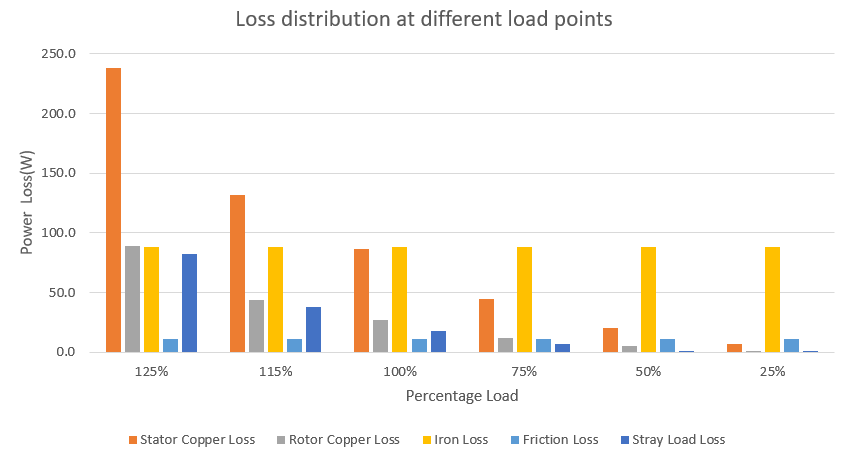 Loss distribution at different load points
250.0
200.0
150.0
100.0
50.0
0.0
Power Loss(W)
125% 115% 100% 75% 50% 25%
Percentage Load
Stator Copper Loss Rotor Copper Loss Iron Loss Friction Loss Stray Load Loss